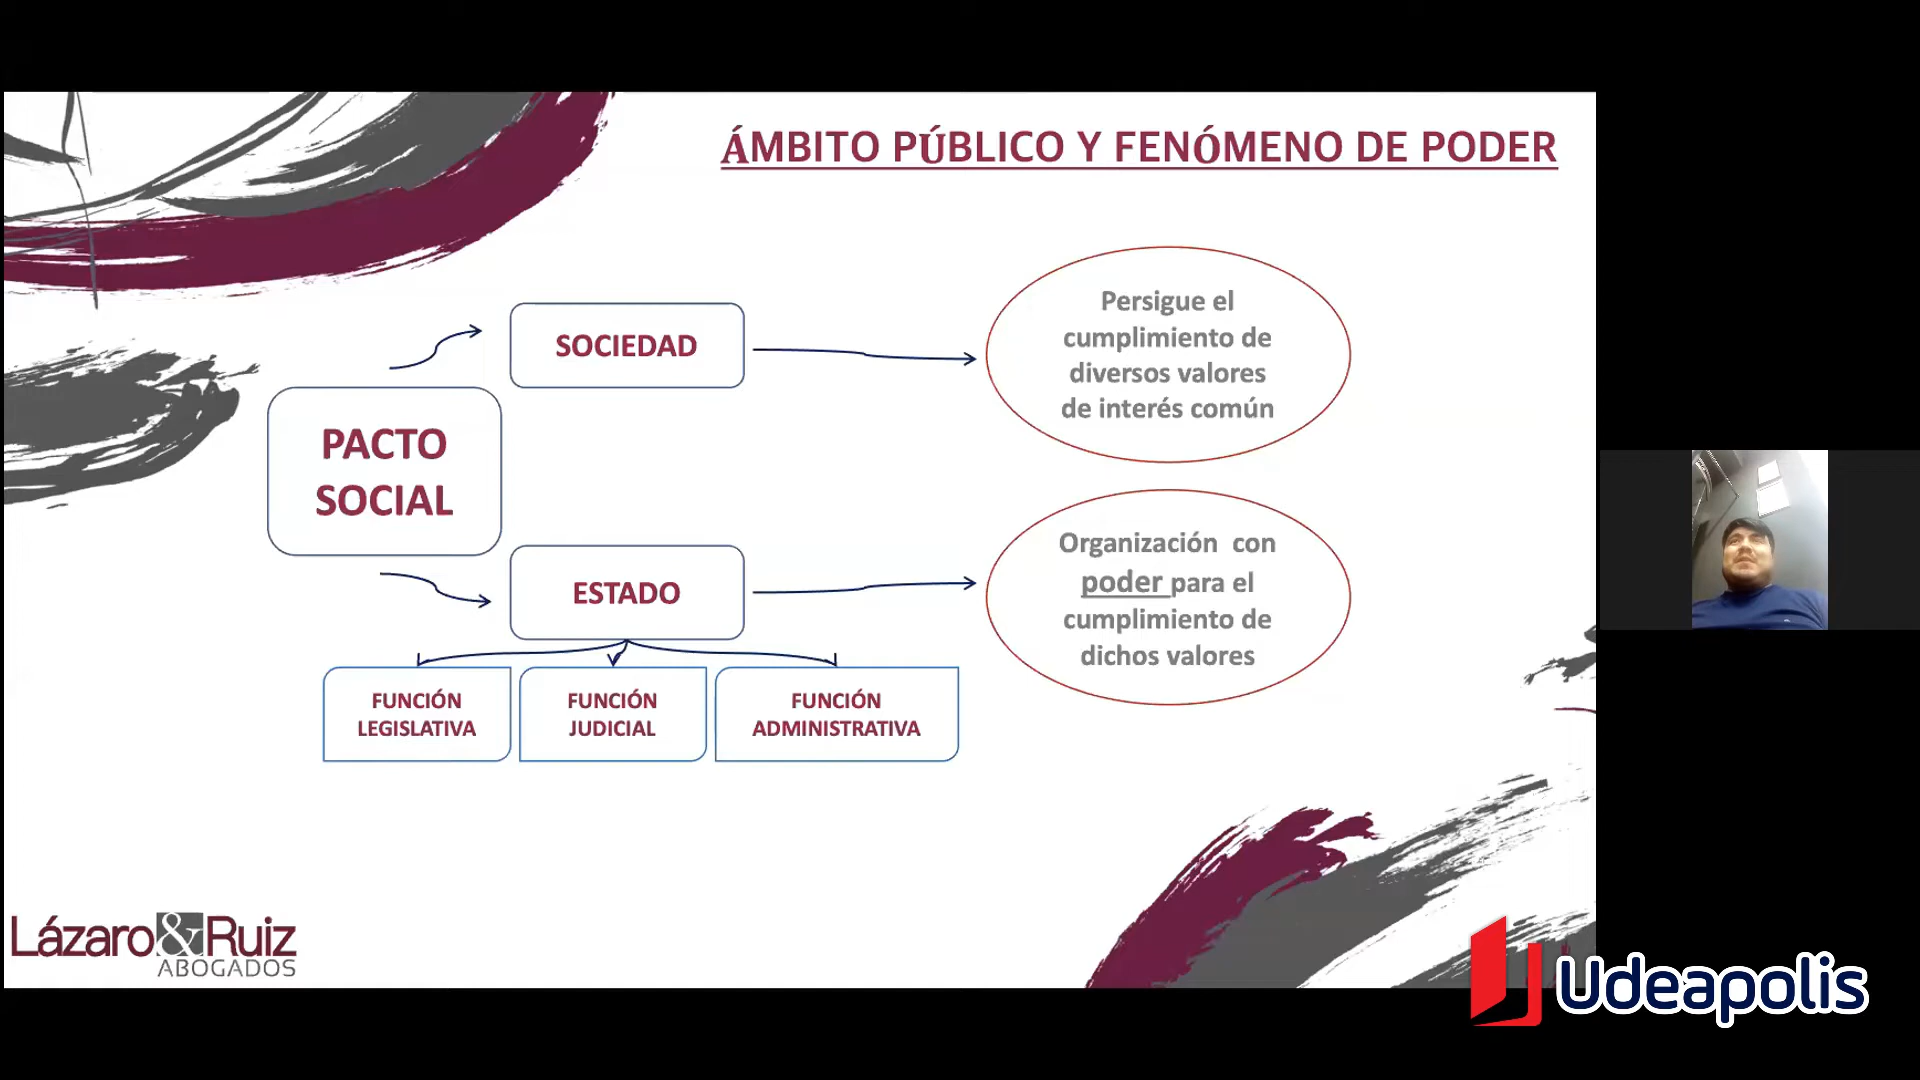 ÁMBITO PÚBLICO Y FENÓMENO DE PODER
PACTO
SOCIAL
SOCIEDAD
Persigue el
cumplimiento de
diversos valores
de interés común
ESTADO
Organización con
poder para el
cumplimiento de
dichos valores
FUNCIÓN
LEGISLATIVA
FUNCIÓN
JUDICIAL
FUNCIÓN
ADMINISTRATIVA
Lázaro&Ruiz
ABOGADOS
Udeapolis